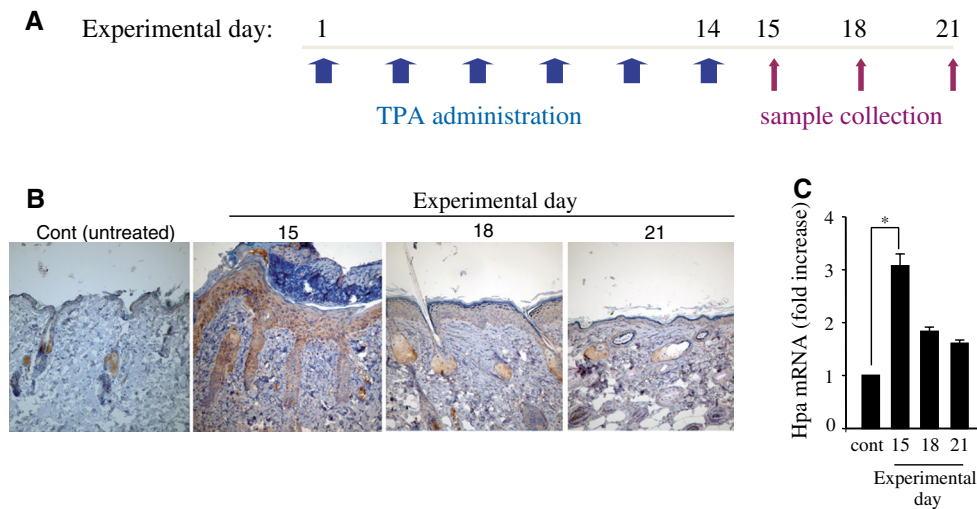 A
Experimental day: 1 14 15 18 21
TPA administration sample collection
B
Experimental day
Cont (untreated) 15 18 21
C
Hpa mRNA (fold increase)
4
3
2
1
0
*
cont 15 18 21
Experimental
day